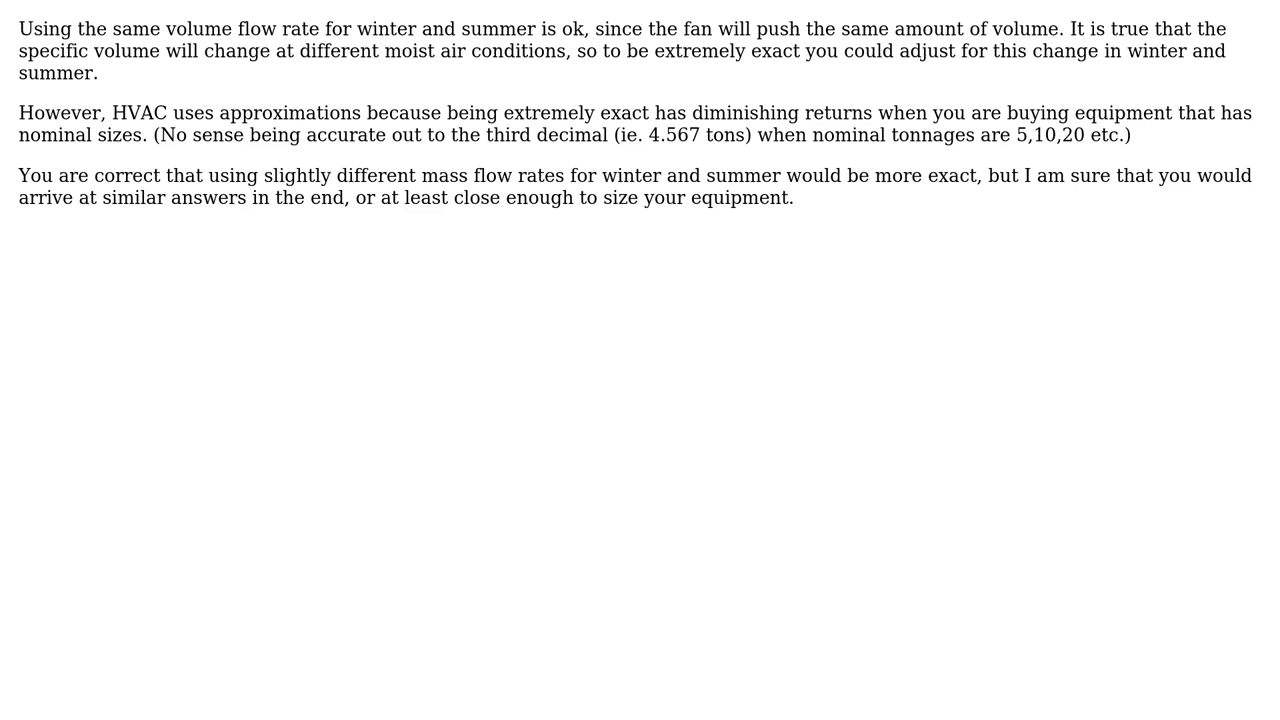 Using the same volume flow rate for winter and summer is ok, since the fan will push the same amount of volume. It is true that the
specific volume will change at different moist air conditions, so to be extremely exact you could adjust for this change in winter and
summer.
However, HVAC uses approximations because being extremely exact has diminishing returns when you are buying equipment that has
nominal sizes. (No sense being accurate out to the third decimal (ie. 4.567 tons) when nominal tonnages are 5,10,20 etc.)
You are correct that using slightly different mass flow rates for winter and summer would be more exact, but I am sure that you would
arrive at similar answers in the end, or at least close enough to size your equipment.